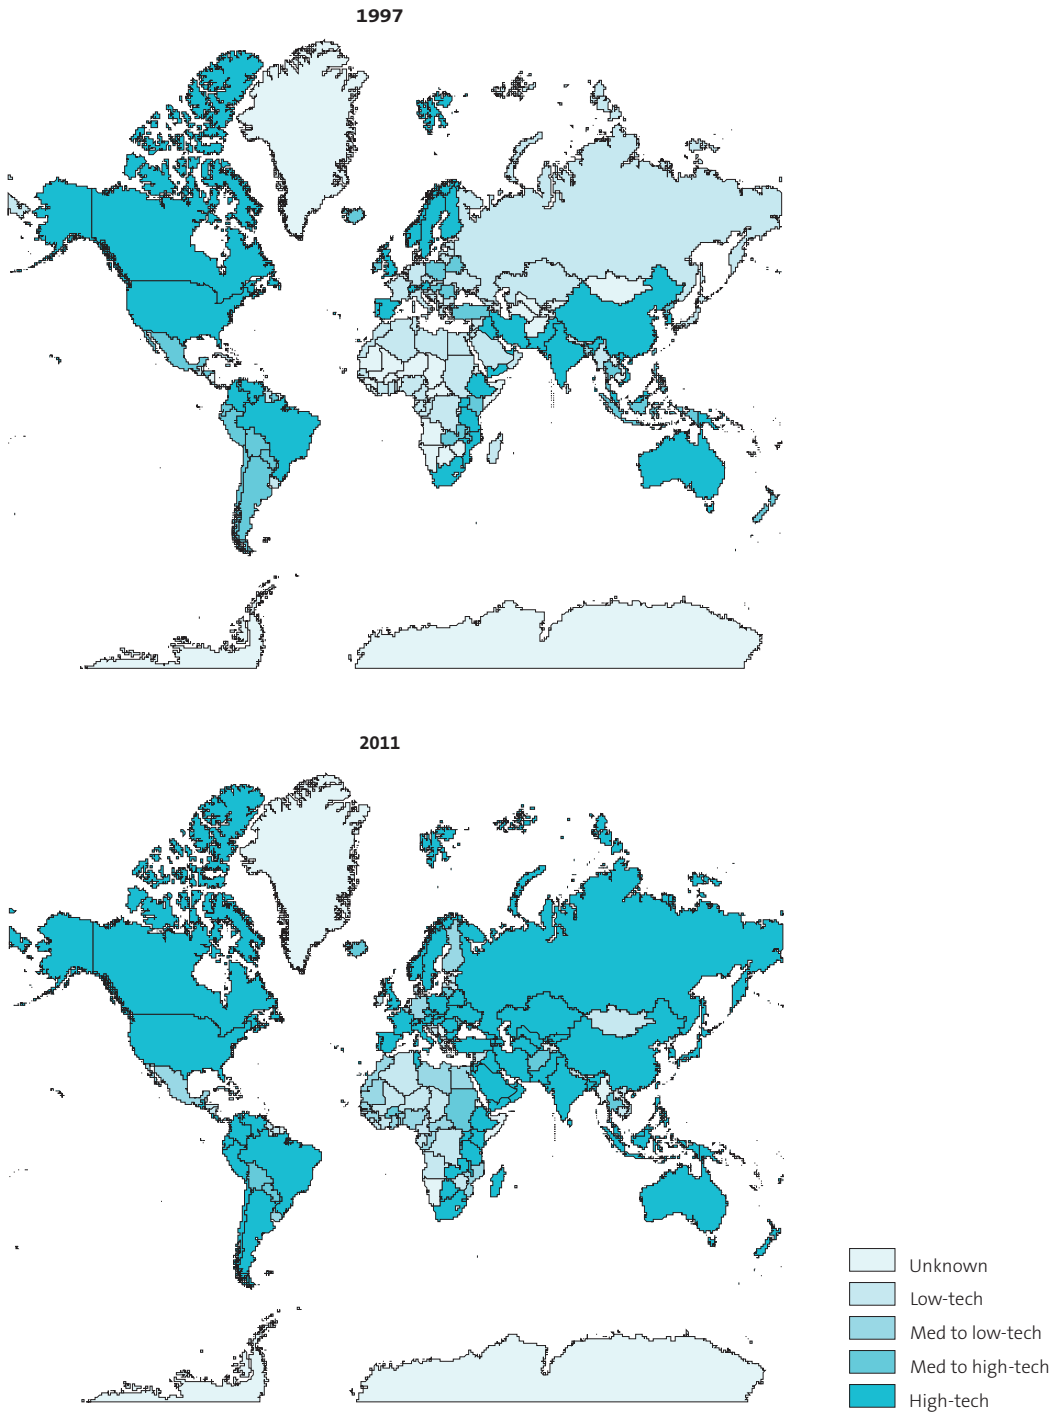 1997
2011
Unknown
Low-tech
Med to low-tech
Med to high-tech
High-tech